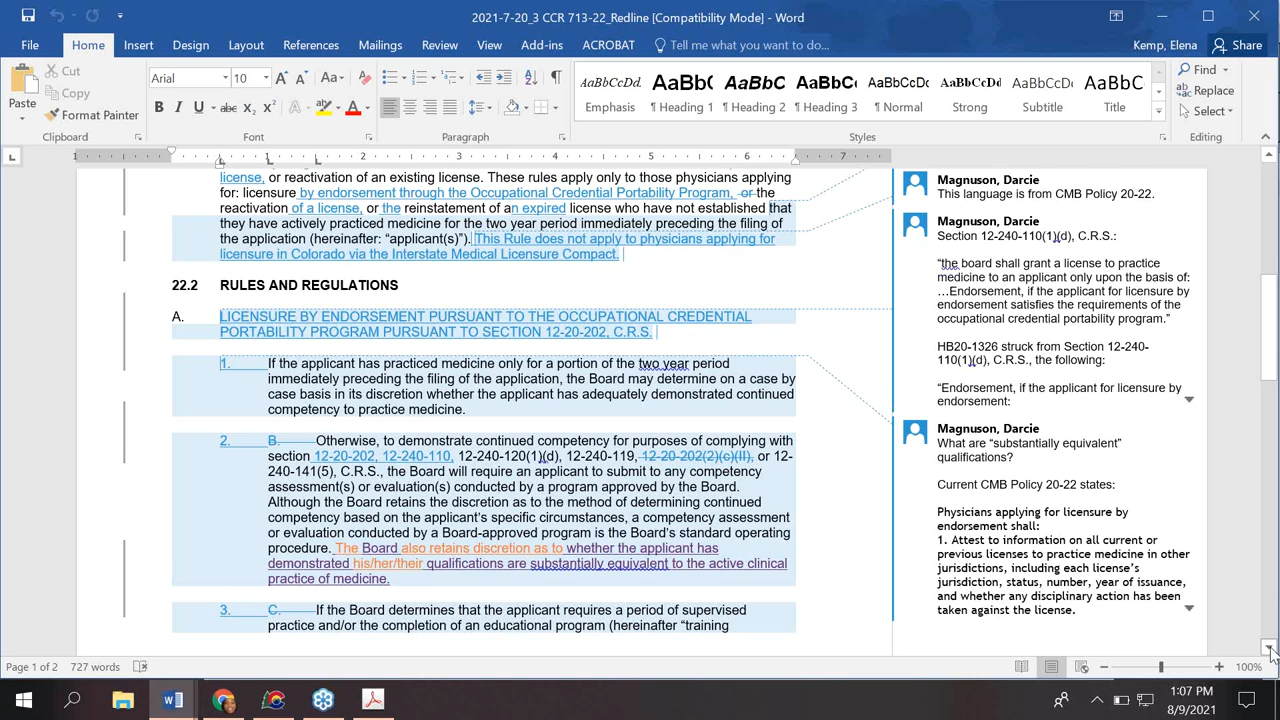 2021-7-20_3 CCR 713-22_Redline [Compatibility Mode] - Word
File Home Insert Design Layout References Mailings Review View Add-ins ACROBAT Tell me what you want to do... Kemp, Elena Share
Paste
Cut
Copy
Format Painter
Clipboard
Arial 10
Font
Paragraph
AaBbCcDd. AaBb( AaBb( AaBbC( AaBbCcDc AaBbCcDc AaBbCcDd AaBbC
Emphasis ¶ Heading 1 ¶ Heading 2 ¶ Heading 3 ¶ Normal Strong Subtitle Title
Styles
Find
Replace
Select
Editing
1 1 2 3 4 5 6 7
license, or reactivation of an existing license. These rules apply only to those physicians applying
for: licensure by endorsement through the Occupational Credential Portability Program, or the
reactivation of a license, or the reinstatement of an expired license who have not established that
they have actively practiced medicine for the two year period immediately preceding the filing of
the application (hereinafter: “applicant(s)”). This Rule does not apply to physicians applying for
licensure in Colorado via the Interstate Medical Licensure Compact.
22.2 RULES AND REGULATIONS
A. LICENSURE BY ENDORSEMENT PURSUANT TO THE OCCUPATIONAL CREDENTIAL
PORTABILITY PROGRAM PURSUANT TO SECTION 12-20-202, C.R.S.
1. If the applicant has practiced medicine only for a portion of the two year period
immediately preceding the filing of the application, the Board may determine on a case by
case basis in its discretion whether the applicant has adequately demonstrated continued
competency to practice medicine.
2. B. Otherwise, to demonstrate continued competency for purposes of complying with
section 12-20-202, 12-240-110, 12-240-120(1)(d), 12-240-119, 12-20-202(2)(c)(II), or 12-
240-141(5), C.R.S., the Board will require an applicant to submit to any competency
assessment(s) or evaluation(s) conducted by a program approved by the Board.
Although the Board retains the discretion as to the method of determining continued
competency based on the applicant’s specific circumstances, a competency assessment
or evaluation conducted by a Board-approved program is the Board’s standard operating
procedure. The Board also retains discretion as to whether the applicant has
demonstrated his/her/their qualifications are substantially equivalent to the active clinical
practice of medicine.
3. C. If the Board determines that the applicant requires a period of supervised
practice and/or the completion of an educational program (hereinafter “training
Magnuson, Darcie
This language is from CMB Policy 20-22.
Magnuson, Darcie
Section 12-240-110(1)(d), C.R.S.:
“the board shall grant a license to practice
medicine to an applicant only upon the basis of:
…Endorsement, if the applicant for licensure by
endorsement satisfies the requirements of the
occupational credential portability program.”
HB20-1326 struck from Section 12-240-
110(1)(d), C.R.S., the following:
“Endorsement, if the applicant for licensure by
endorsement:
Magnuson, Darcie
What are “substantially equivalent”
qualifications?
Current CMB Policy 20-22 states:
Physicians applying for licensure by
endorsement shall:
1. Attest to information on all current or
previous licenses to practice medicine in other
jurisdictions, including each license’s
jurisdiction, status, number, year of issuance,
and whether any disciplinary action has been
taken against the license.
Page 1 of 2 727 words 100%
1:07 PM
8/9/2021